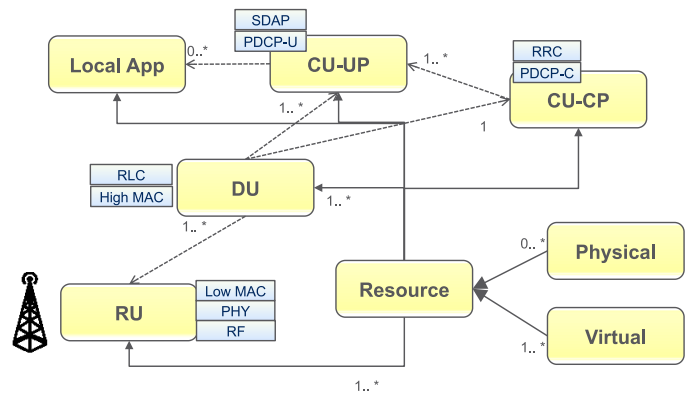 SDAP
PDCP-U
0..*
Local App
CU-UP
1.. *
RRC
PDCP-C
CU-CP
1.. *
1
RLC
High MAC
DU
1.. *
1.. *
0.. *
Physical
Low MAC
PHY
RF
RU
Resource
Virtual
1.. *
1.. *